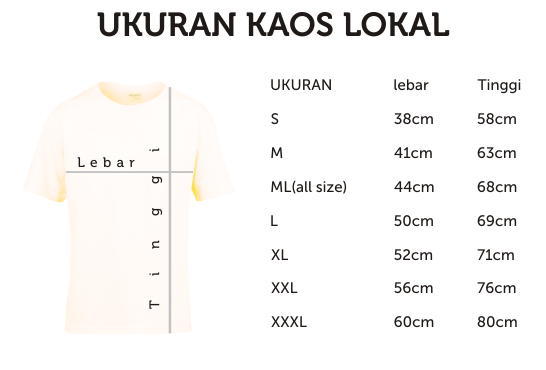 UKURAN KAOS LOKAL
UKURAN lebar Tinggi
S 38cm 58cm
M 41cm 63cm
ML(all size) 44cm 68cm
L 50cm 69cm
XL 52cm 71cm
XXL 56cm 76cm
XXXL 60cm 80cm
Lebar
Tinggi